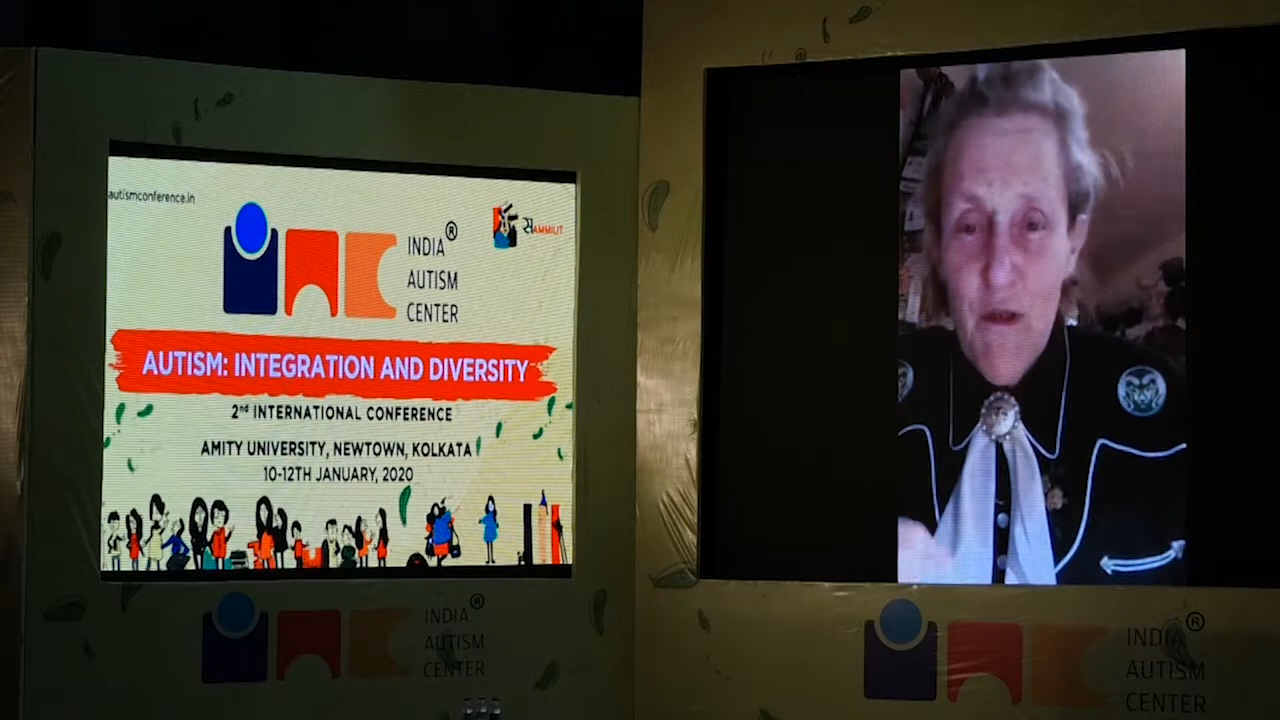 autismconference.in
सAMMILIT
INDIA
AUTISM
CENTER
®
AUTISM: INTEGRATION AND DIVERSITY
2nd INTERNATIONAL CONFERENCE
AMITY UNIVERSITY, NEWTOWN, KOLKATA
10-12TH JANUARY, 2020
INDIA
AUTISM
CENTER
®
INDIA
AUTISM
CENTER
®